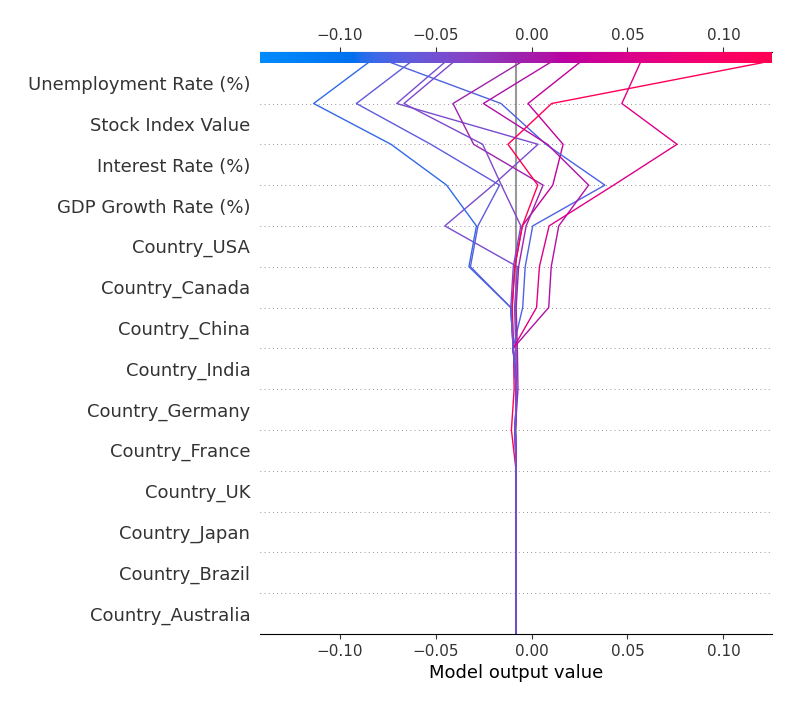 −0.10 −0.05 0.00 0.05 0.10
Unemployment Rate (%)
Stock Index Value
Interest Rate (%)
GDP Growth Rate (%)
Country_USA
Country_Canada
Country_China
Country_India
Country_Germany
Country_France
Country_UK
Country_Japan
Country_Brazil
Country_Australia
−0.10 −0.05 0.00 0.05 0.10
Model output value